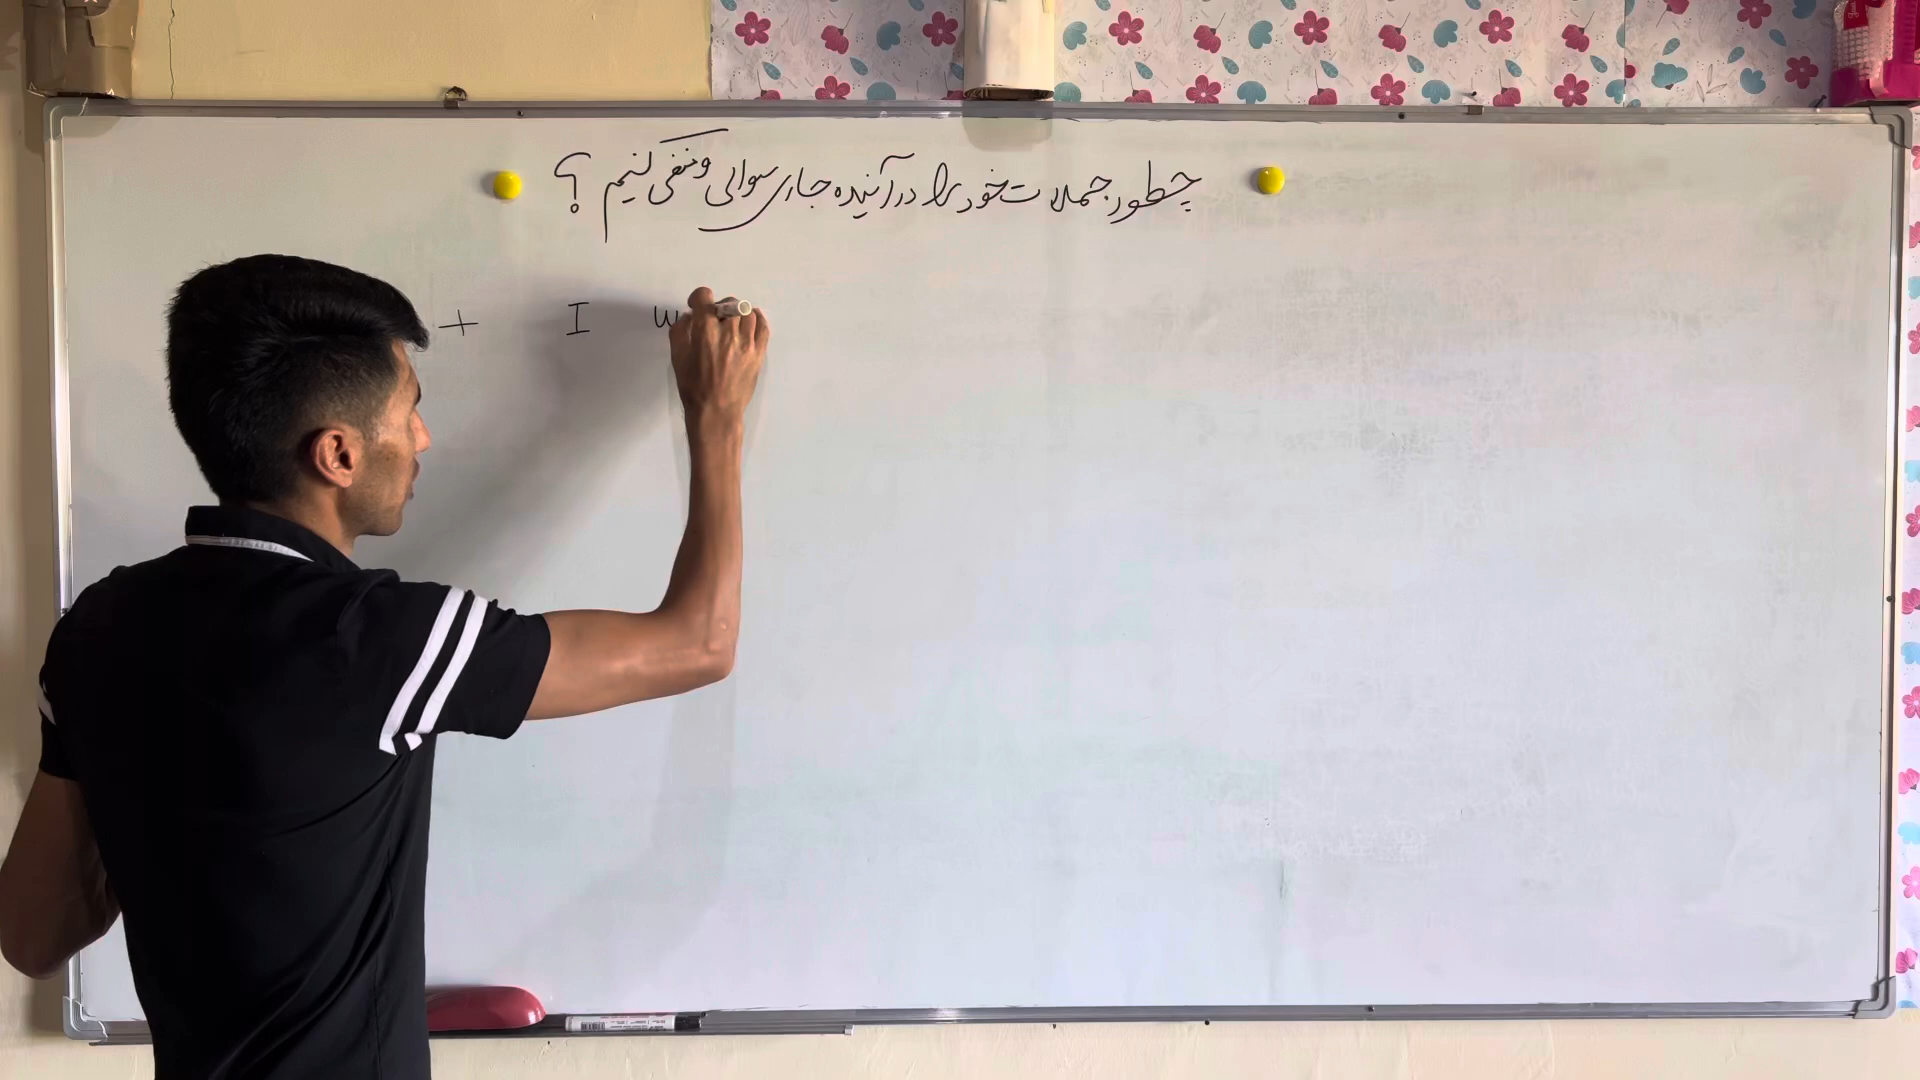 چطور جملات خود را در آینده جاری سوالی و منفی کنیم ؟
+ I w